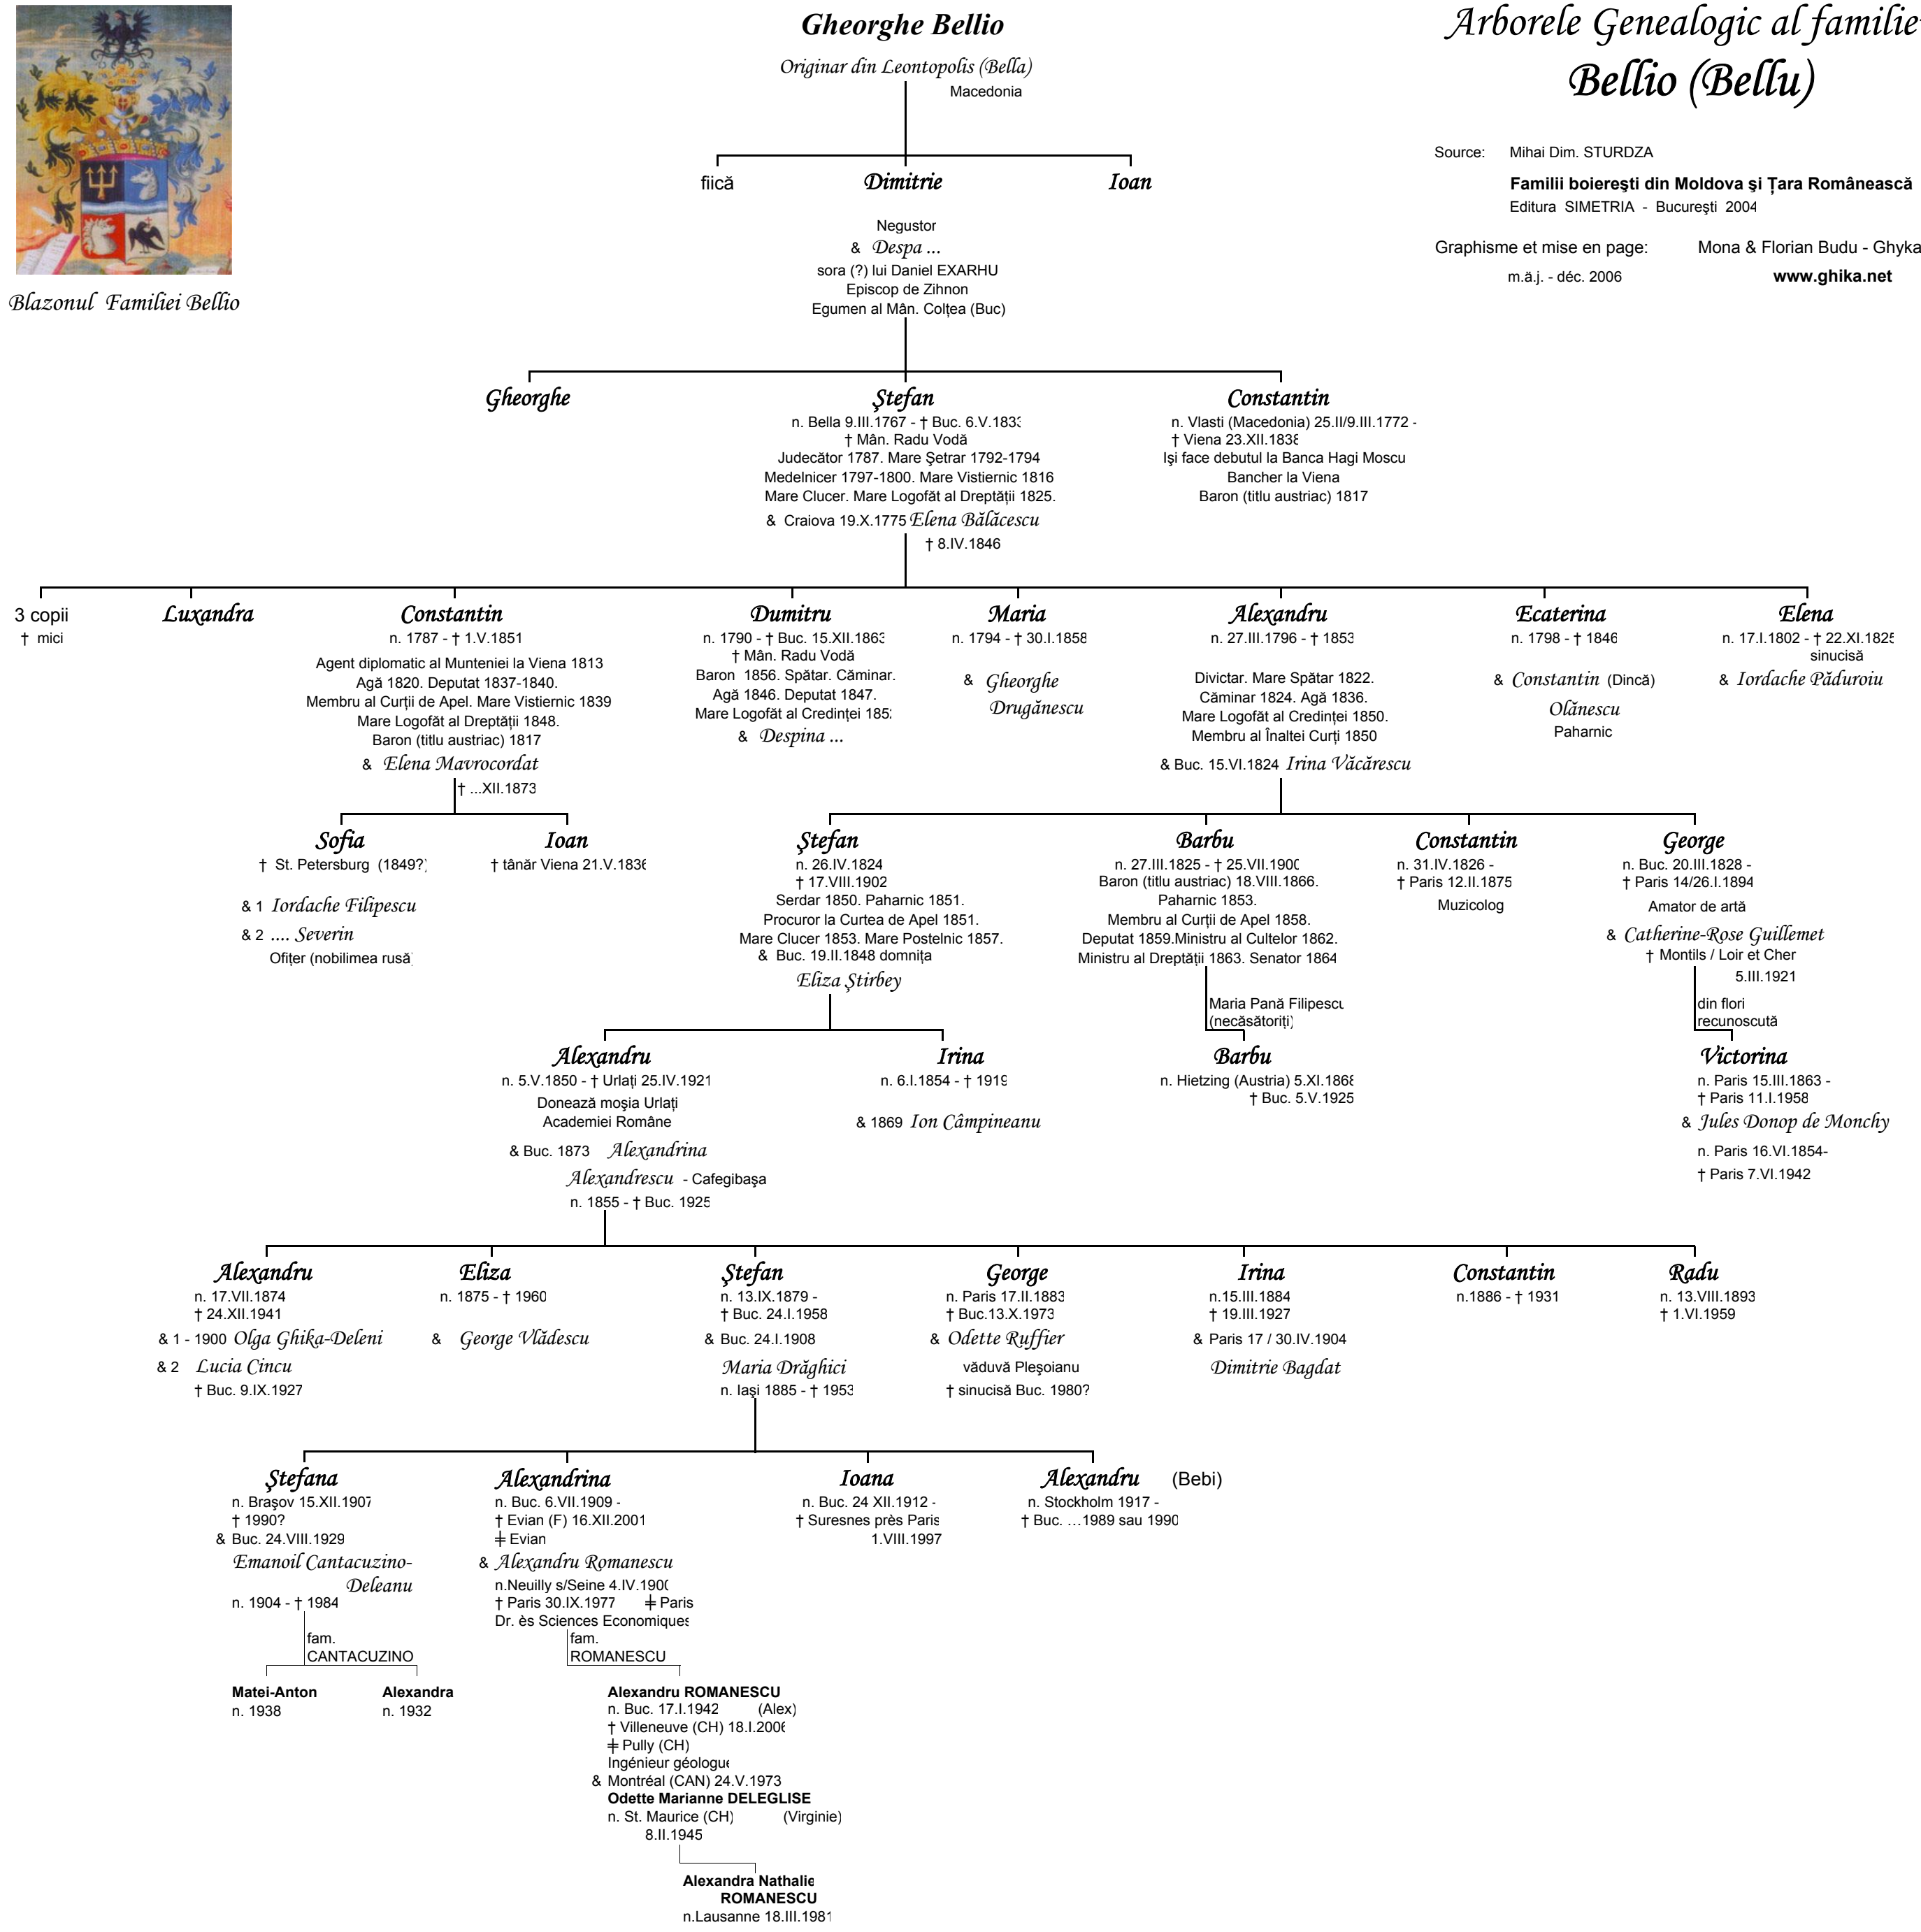 Gheorghe Bellio
Originar din Leontopolis (Bella)
Macedonia
Arborele Genealogic al familiei
Bellio (Bellu)
Source: Mihai Dim. STURDZA
Familii boiereşti din Moldova şi Ţara Românească
Editura SIMETRIA - Bucureşti 2004
Graphisme et mise en page: Mona & Florian Budu - Ghyka
m.à.j. - déc. 2006 www.ghika.net
Blazonul Familiei Bellio
fiică
Dimitrie
Ioan
Negustor
& Despa ...
sora (?) lui Daniel EXARHU
Episcop de Zihnon
Egumen al Mân. Colţea (Buc)
Gheorghe
Ştefan
n. Bella 9.III.1767 - † Buc. 6.V.1833
† Mân. Radu Vodă
Judecător 1787. Mare Şetrar 1792-1794
Medelnicer 1797-1800. Mare Vistiernic 1816
Mare Clucer. Mare Logofăt al Dreptăţii 1825.
& Craiova 19.X.1775 Elena Bălăcescu
† 8.IV.1846
Constantin
n. Vlasti (Macedonia) 25.II/9.III.1772 -
† Viena 23.XII.1838
Işi face debutul la Banca Hagi Moscu
Bancher la Viena
Baron (titlu austriac) 1817
3 copii
† mici
Luxandra
Constantin
n. 1787 - † 1.V.1851
Agent diplomatic al Munteniei la Viena 1813
Agă 1820. Deputat 1837-1840.
Membru al Curţii de Apel. Mare Vistiernic 1839
Mare Logofăt al Dreptăţii 1848.
Baron (titlu austriac) 1817
& Elena Mavrocordat
† ...XII.1873
Dumitru
n. 1790 - † Buc. 15.XII.1863
† Mân. Radu Vodă
Baron 1856. Spătar. Căminar.
Agă 1846. Deputat 1847.
Mare Logofăt al Credinţei
& Despina ...
Maria
n. 1794 - † 30.I.1858
& Gheorghe
Drugănescu
Alexandru
n. 27.III.1796 - † 1853
Divictar. Mare Spătar 1822.
Căminar 1824. Agă 1836.
Mare Logofăt al Credinţei 1850.
Membru al Înaltei Curţi 1850
& Buc. 15.VI.1824 Irina Văcărescu
Ecaterina
n. 1798 - † 1846
& Constantin (Dincă)
Olănescu
Paharnic
Elena
n. 17.I.1802 - † 22.XI.1825
sinucisă
& Iordache Păduroiu
Sofia
† St. Petersburg (1849?)
& 1 Iordache Filipescu
& 2 .... Severin
Ofiţer (nobilimea rusă)
Ioan
† tânăr Viena 21.V.1836
Ştefan
n. 26.IV.1824
† 17.VIII.1902
Serdar 1850. Paharnic 1851.
Procuror la Curtea de Apel 1851.
Mare Clucer 1853. Mare Postelnic 1857.
& Buc. 19.II.1848 domniţa
Eliza Ştirbey
Barbu
n. 27.III.1825 - † 25.VII.1900
Baron (titlu austriac) 18.VIII.1866.
Paharnic 1853.
Membru al Curţii de Apel 1858.
Deputat 1859.Ministru al Cultelor 1862.
Ministru al Dreptăţii 1863. Senator 1864
Maria Pană Filipescu
(necăsătoriţi)
Constantin
n. 31.IV.1826 -
† Paris 12.II.1875
Muzicolog
George
n. Buc. 20.III.1828 -
† Paris 14/26.I.1894
Amator de artă
& Catherine-Rose Guillemet
† Montils / Loir et Cher
5.III.1921
din flori
recunoscută
Alexandru
n. 5.V.1850 - † Urlaţi 25.IV.1921
Donează moşia Urlaţi
Academiei Române
& Buc. 1873 Alexandrina
Alexandrescu - Cafegibaşa
n. 1855 - † Buc. 1925
Irina
n. 6.I.1854 - † 1919
& 1869 Ion Câmpineanu
Barbu
n. Hietzing (Austria) 5.XI.1868
† Buc. 5.V.1925
Victorina
n. Paris 15.III.1863 -
† Paris 11.I.1958
& Jules Donop de Monchy
n. Paris 16.VI.1854-
† Paris 7.VI.1942
Alexandru
n. 17.VII.1874
† 24.XII.1941
& 1 - 1900 Olga Ghika-Deleni
& 2 Lucia Cincu
† Buc. 9.IX.1927
Eliza
n. 1875 - † 1960
& George Vlădescu
Ştefan
n. 13.IX.1879 -
† Buc. 24.I.1958
& Buc. 24.I.1908
Maria Drăghici
n. Iaşi 1885 - † 1953
George
n. Paris 17.II.1883
† Buc.13.X.1973
& Odette Ruffier
văduvă Pleşoianu
† sinucisă Buc. 1980?
Irina
n.15.III.1884
† 19.III.1927
& Paris 17 / 30.IV.1904
Dimitrie Bagdat
Constantin
n.1886 - † 1931
Radu
n. 13.VIII.1893
† 1.VI.1959
Ştefana
n. Braşov 15.XII.1907
† 1990?
& Buc. 24.VIII.1929
Emanoil Cantacuzino-
Deleanu
n. 1904 - † 1984
fam.
CANTACUZINO
Alexandrina
n. Buc. 6.VII.1909 -
† Evian (F) 16.XII.2001
╪ Evian
& Alexandru Romanescu
n.Neuilly s/Seine 4.IV.1900
† Paris 30.IX.1977 ╪ Paris
Dr. ès Sciences Economiques
fam.
ROMANESCU
Ioana
n. Buc. 24 XII.1912 -
† Suresnes près Paris
1.VIII.1997
Alexandru (Bebi)
n. Stockholm 1917 -
† Buc. …1989 sau 1990
Matei-Anton
n. 1938
Alexandra
n. 1932
Alexandru ROMANESCU
n. Buc. 17.I.1942 (Alex)
† Villeneuve (CH) 18.I.2006
╪ Pully (CH)
Ingénieur géologue
& Montréal (CAN) 24.V.1973
Odette Marianne DELEGLISE
n. St. Maurice (CH) (Virginie)
8.II.1945
Alexandra Nathalie
ROMANESCU
n.Lausanne 18.III.1981